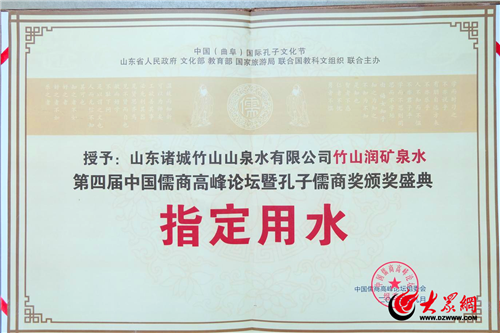 中国(曲阜)国际孔子文化节
山东省人民政府 文化部 教育部 国家旅游局 联合国教科文组织 联合主办
儒
授予:山东诸城竹山山泉水有限公司竹山润矿泉水
第四届中国儒商高峰论坛暨孔子儒商奖颁奖盛典
指定用水
中国儒商高峰论坛组委会
大众网
www.dzwww.com